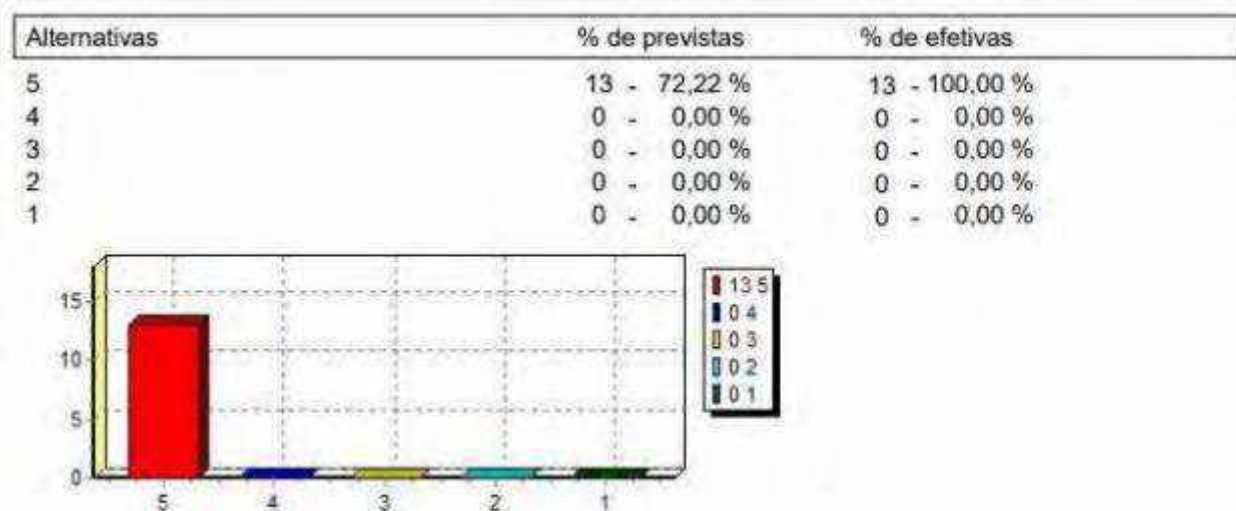 Alternativas % de previstas % de efetivas
5 13 - 72,22 % 13 - 100,00 %
4 0 - 0,00 % 0 - 0,00 %
3 0 - 0,00 % 0 - 0,00 %
2 0 - 0,00 % 0 - 0,00 %
1 0 - 0,00 % 0 - 0,00 %
15
10
5
0
5 4 3 2 1
13 5
0 4
0 3
0 2
0 1